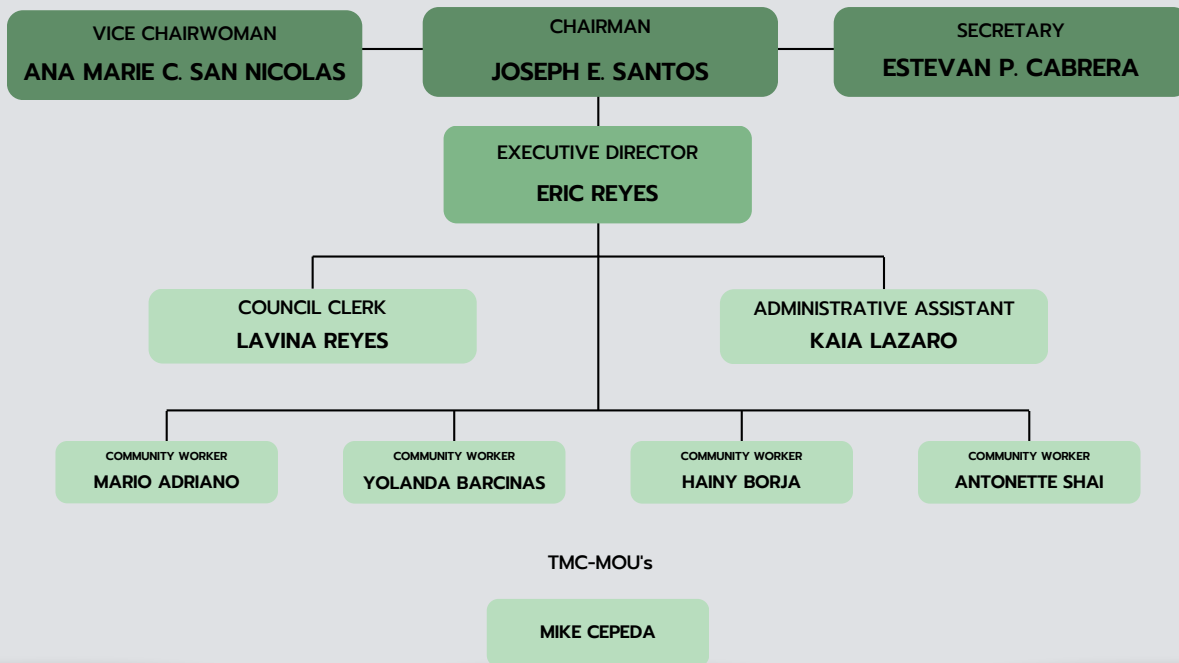 VICE CHAIRWOMAN
ANA MARIE C. SAN NICOLAS
CHAIRMAN
JOSEPH E. SANTOS
SECRETARY
ESTEVAN P. CABRERA
EXECUTIVE DIRECTOR
ERIC REYES
COUNCIL CLERK
LAVINA REYES
ADMINISTRATIVE ASSISTANT
KAIA LAZARO
COMMUNITY WORKER
MARIO ADRIANO
COMMUNITY WORKER
YOLANDA BARCINAS
COMMUNITY WORKER
HAINY BORJA
COMMUNITY WORKER
ANTONETTE SHAI
TMC-MOU's
MIKE CEPEDA